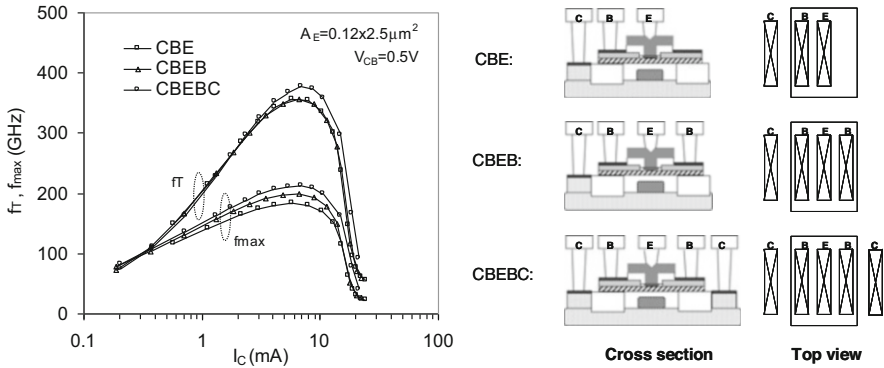 500
400
300
200
100
0
f_T , f_max (GHz)
CBE
CBEB
CBEBC
A_E=0.12x2.5μm²
V_CB=0.5V
fT
fmax
0.1
1
10
100
I_C (mA)
CBE:
C B E
C B E
CBEB:
C B E B
C B E B
CBEBC:
C B E B C
C B E B C
Cross section
Top view